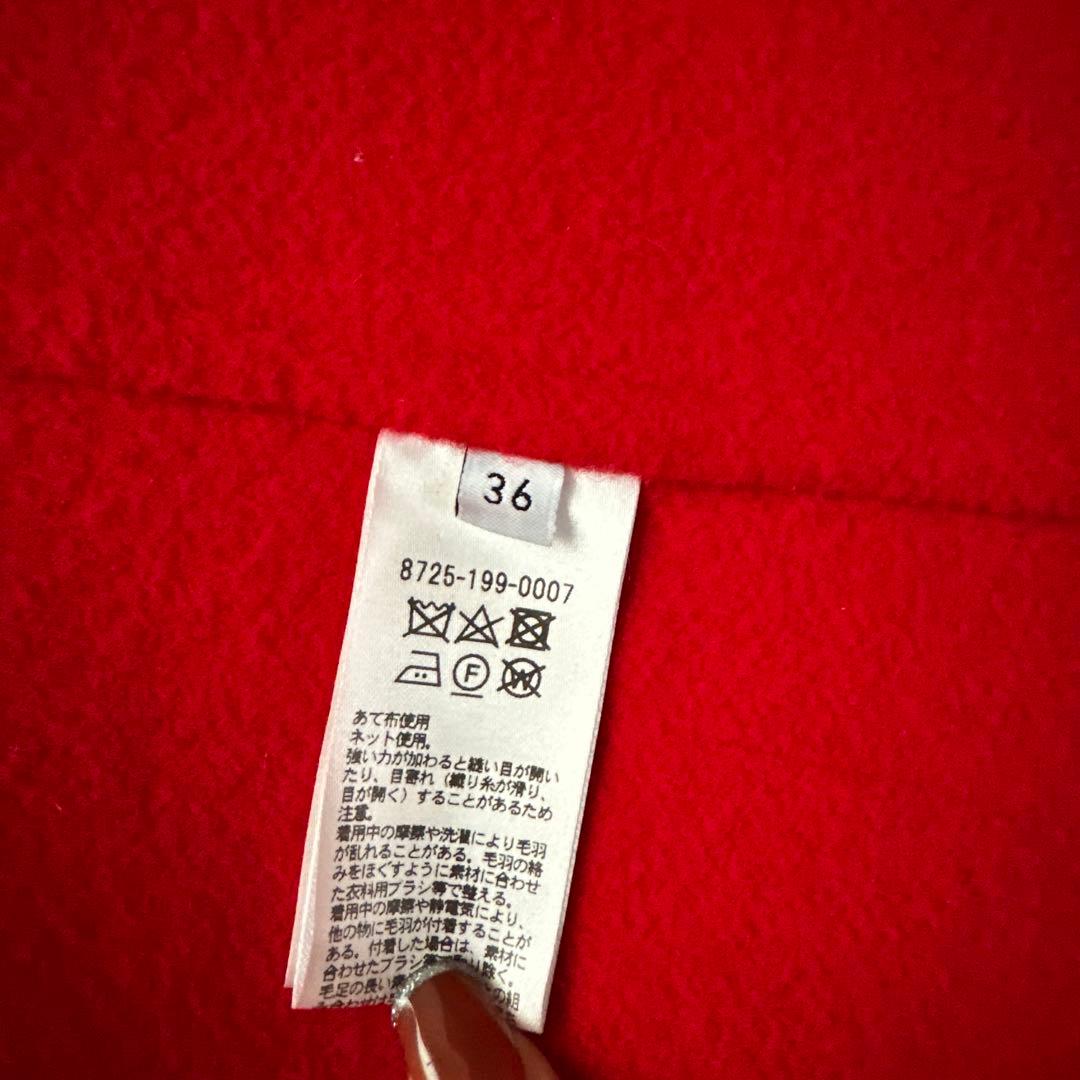 36
8725-199-0007
F
W
あて布使用
ネット使用。
強い力が加わると縫い目が開い
たり、目寄れ（織り糸が滑り、
目が開く）することがあるため
注意。
着用中の摩擦や洗濯により毛羽
が乱れることがある。毛羽の絡
みをほぐすように素材に合わせ
た衣料用ブラシ等で整える。
着用中の摩擦や静電気により、
他の物に毛羽が付着することが
ある。付着した場合は、素材に
合わせたブラシ等 り除く。
毛足の長い の組